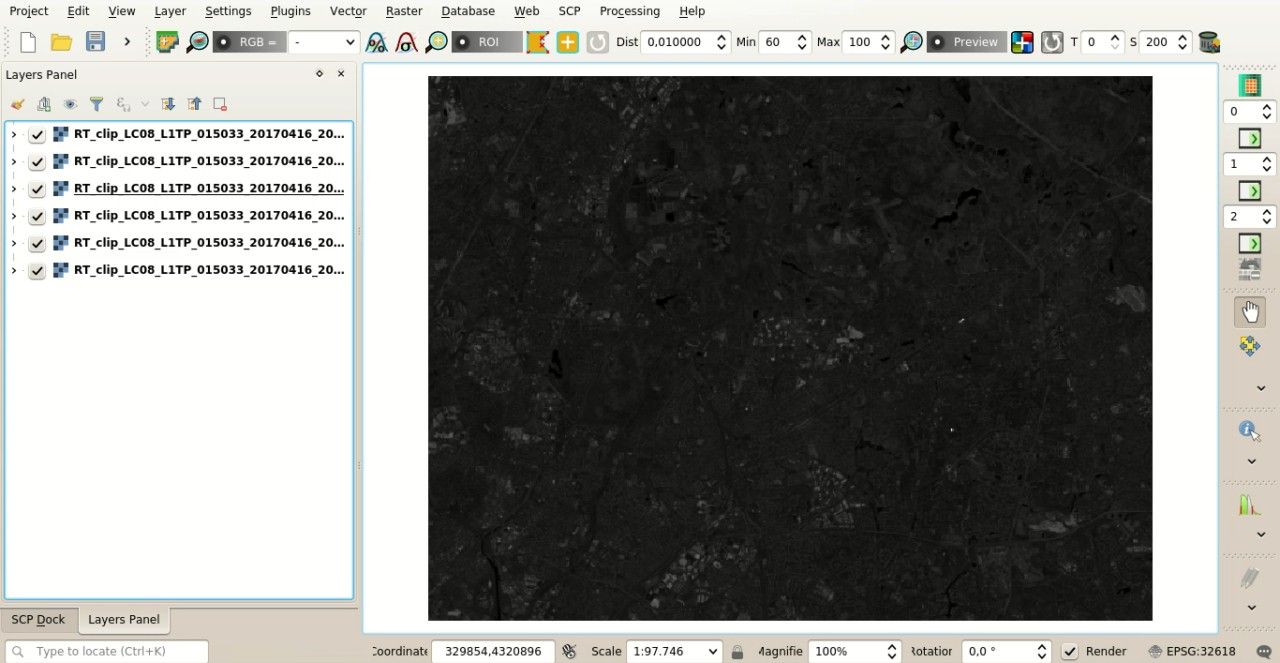 Project Edit View Layer Settings Plugins Vector Raster Database Web SCP Processing Help
RGB = - ROI Dist 0,010000 Min 60 Max 100 Preview T 0 S 200
Layers Panel
RT_clip_LC08_L1TP_015033_20170416_20...
RT_clip_LC08_L1TP_015033_20170416_20...
RT_clip_LC08_L1TP_015033_20170416_20...
RT_clip_LC08_L1TP_015033_20170416_20...
RT_clip_LC08_L1TP_015033_20170416_20...
RT_clip_LC08_L1TP_015033_20170416_20...
0
1
2
SCP Dock Layers Panel
Type to locate (Ctrl+K) Coordinate 329854,4320896 Scale 1:97.746 Magnifie 100% Rotation 0,0 ° Render EPSG:32618